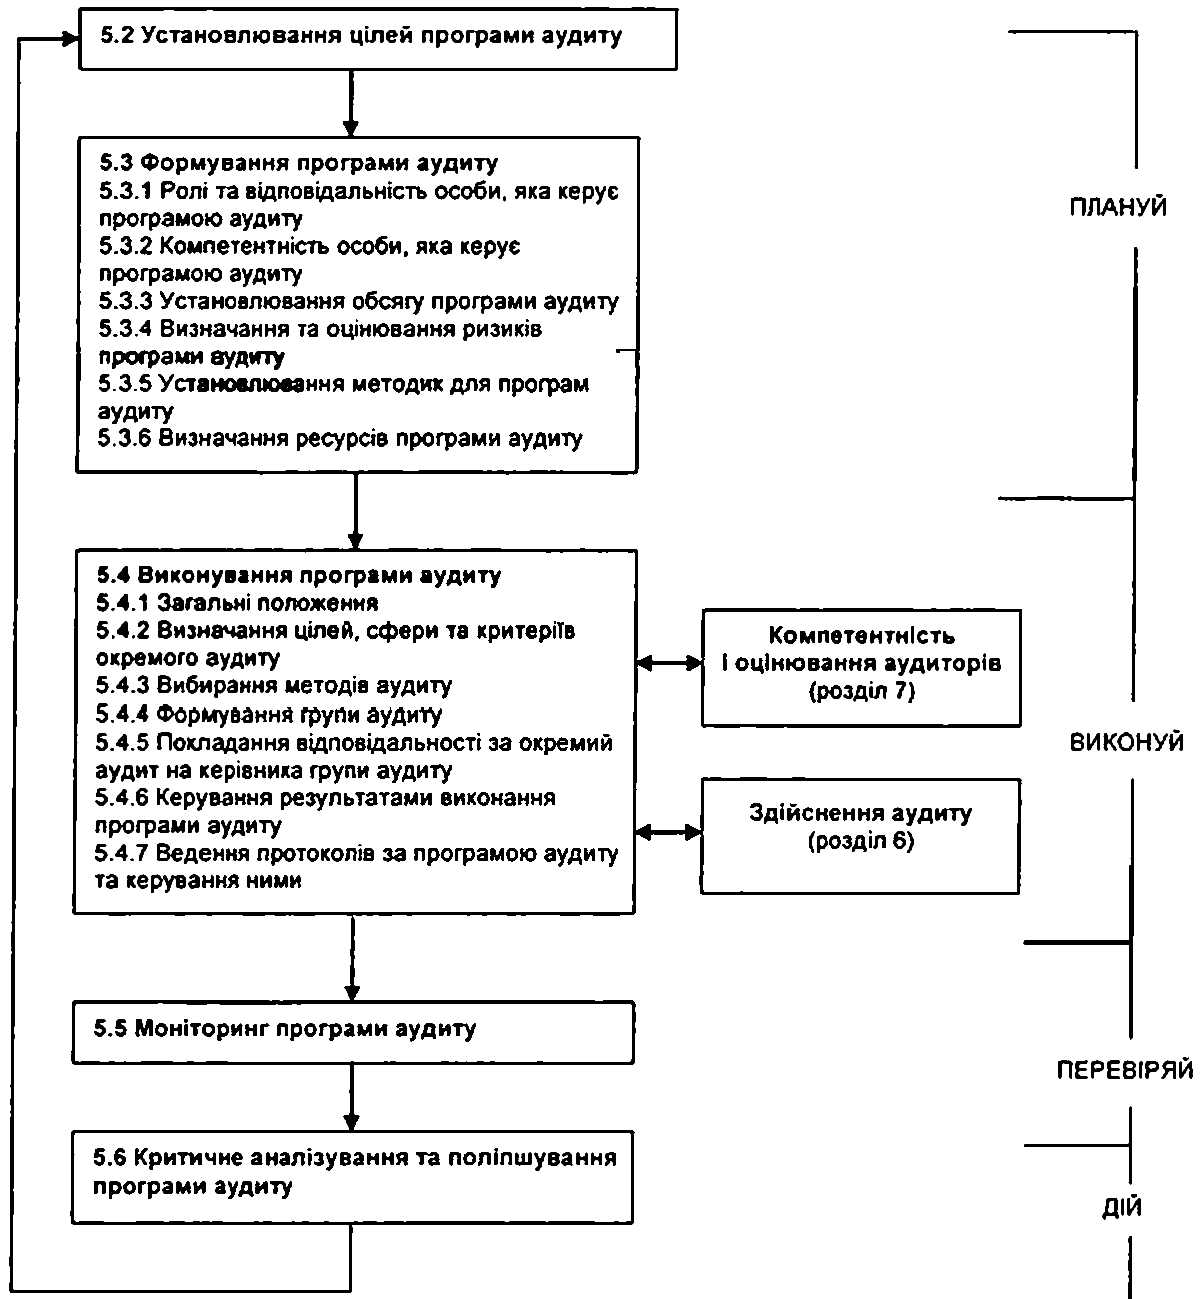 5.2 Установлювання цілей програми аудиту
5.3 Формування програми аудиту
5.3.1 Ролі та відповідальність особи, яка керує
програмою аудиту
5.3.2 Компетентність особи, яка керує
програмою аудиту
5.3.3 Установлювання обсягу програми аудиту
5.3.4 Визначання та оцінювання ризиків
програми аудиту
5.3.5 Установлювання методик для програм
аудиту
5.3.6 Визначання ресурсів програми аудиту
ПЛАНУЙ
5.4 Виконування програми аудиту
5.4.1 Загальні положення
5.4.2 Визначання цілей, сфери та критеріїв
окремого аудиту
5.4.3 Вибирання методів аудиту
5.4.4 Формування групи аудиту
5.4.5 Покладання відповідальності за окремий
аудит на керівника групи аудиту
5.4.6 Керування результатами виконання
програми аудиту
5.4.7 Ведення протоколів за програмою аудиту
та керування ними
Компетентність
і оцінювання аудиторів
(розділ 7)
Здійснення аудиту
(розділ 6)
ВИКОНУЙ
5.5 Моніторинг програми аудиту
ПЕРЕВІРЯЙ
5.6 Критичне аналізування та поліпшування
програми аудиту
ДІЙ